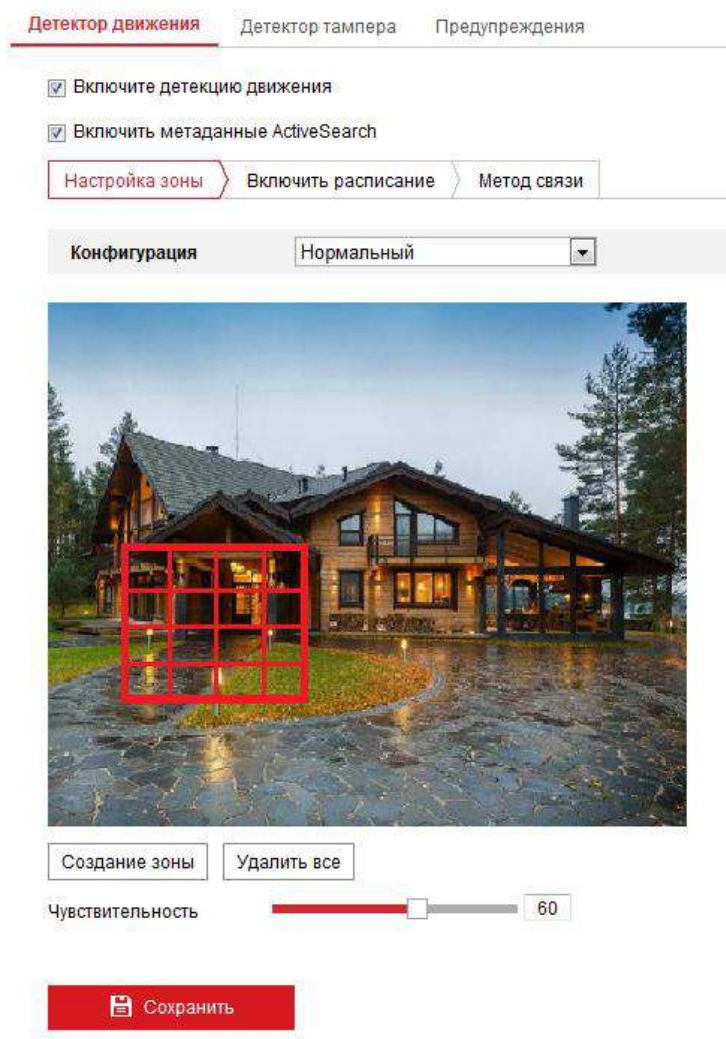 Детектор движения Детектор тампера Предупреждения
Включите детекцию движения
Включить метаданные ActiveSearch
Настройка зоны Включить расписание Метод связи
Конфигурация Нормальный
Создание зоны Удалить все
Чувствительность 60
Сохранить